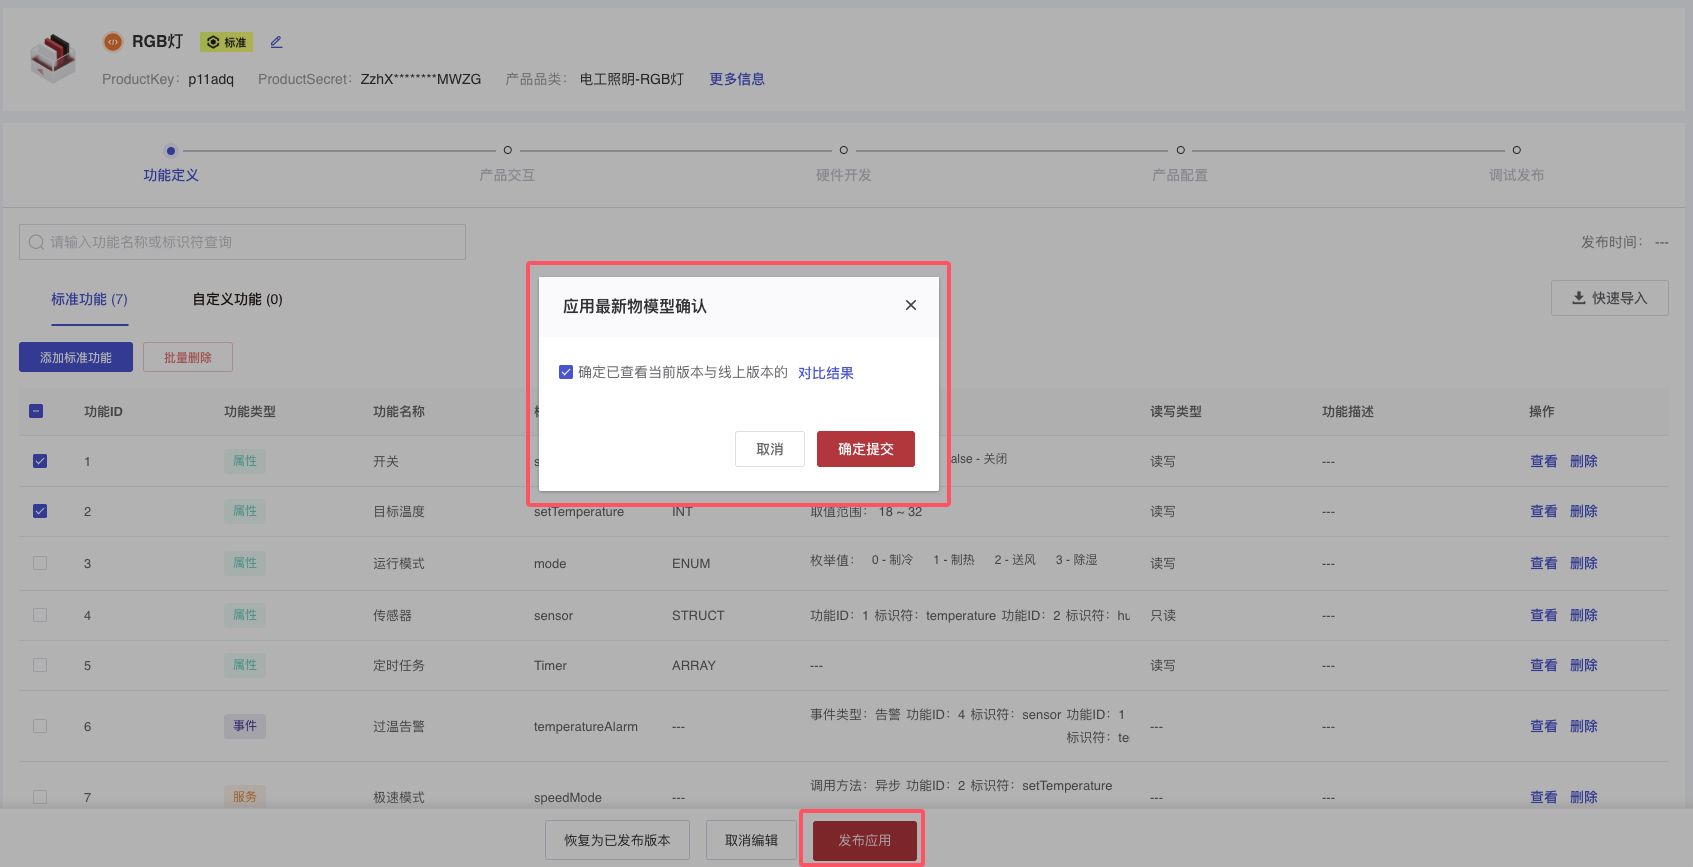 RGB灯 标准
ProductKey: p11adq ProductSecret: ZzhX********MWZG 产品品类: 电工照明-RGB灯 更多信息
功能定义 产品交互 硬件开发 产品配置 调试发布
请输入功能名称或标识符查询 发布时间: ---
标准功能 (7) 自定义功能 (0) 快速导入
添加标准功能 批量删除
应用最新物模型确认
确定已查看当前版本与线上版本的 对比结果
取消 确定提交
功能ID 功能类型 功能名称 读写类型 功能描述 操作
1 属性 开关 s alse - 关闭 读写 --- 查看 删除
2 属性 目标温度 setTemperature INT 取值范围: 18 ~ 32 读写 --- 查看 删除
3 属性 运行模式 mode ENUM 枚举值: 0 - 制冷 1 - 制热 2 - 送风 3 - 除湿 读写 --- 查看 删除
4 属性 传感器 sensor STRUCT 功能ID: 1 标识符: temperature 功能ID: 2 标识符: hu 只读 --- 查看 删除
5 属性 定时任务 Timer ARRAY --- 读写 --- 查看 删除
6 事件 过温告警 temperatureAlarm --- 事件类型: 告警 功能ID: 4 标识符: sensor 功能ID: 1 --- --- 查看 删除
标识符: te
7 服务 极速模式 speedMode --- 调用方法: 异步 功能ID: 2 标识符: setTemperature --- --- 查看 删除
恢复为已发布版本 取消编辑 发布应用